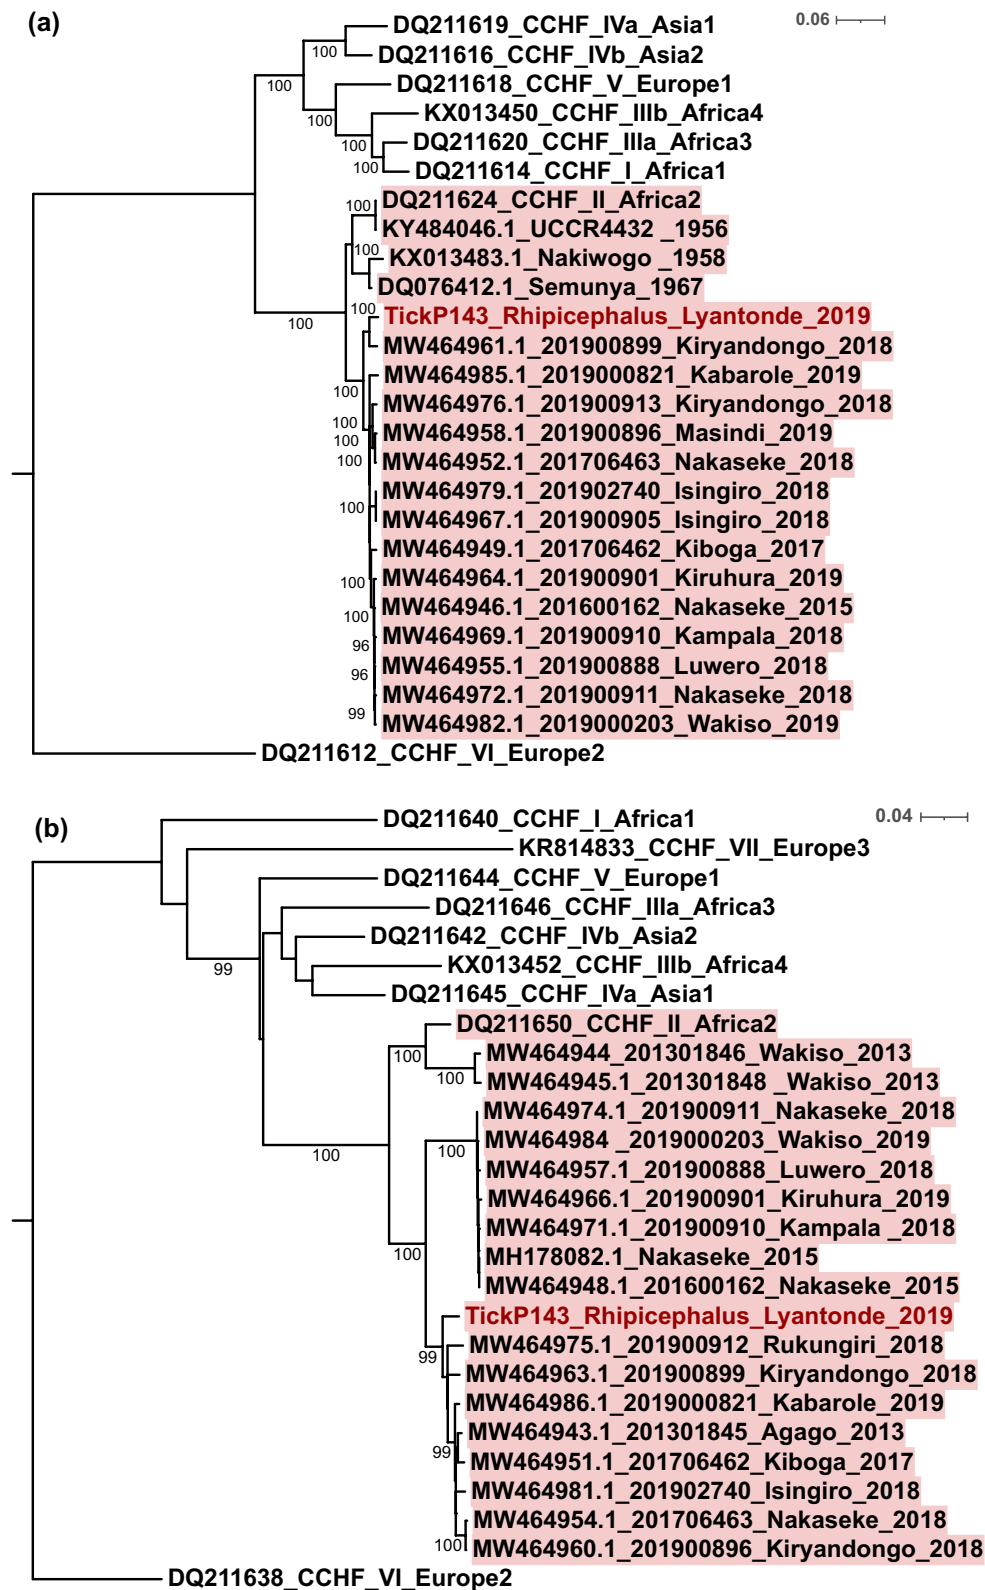 (a)
0.06
DQ211619_CCHF_IVa_Asia1
100
DQ211616_CCHF_IVb_Asia2
100
DQ211618_CCHF_V_Europe1
100
KX013450_CCHF_IIIb_Africa4
DQ211620_CCHF_IIIa_Africa3
100
100
DQ211614_CCHF_I_Africa1
DQ211624_CCHF_II_Africa2
100
KY484046.1_UCCR4432 _1956
100
KX013483.1_Nakiwogo _1958
DQ076412.1_Semunya_1967
100
100
TickP143_Rhipicephalus_Lyantonde_2019
MW464961.1_201900899_Kiryandongo_2018
MW464985.1_2019000821_Kabarole_2019
100
MW464976.1_201900913_Kiryandongo_2018
100
MW464958.1_201900896_Masindi_2019
100
MW464952.1_201706463_Nakaseke_2018
100
MW464979.1_201902740_Isingiro_2018
100
MW464967.1_201900905_Isingiro_2018
MW464949.1_201706462_Kiboga_2017
MW464964.1_201900901_Kiruhura_2019
100
MW464946.1_201600162_Nakaseke_2015
100
MW464969.1_201900910_Kampala_2018
96
MW464955.1_201900888_Luwero_2018
96
MW464972.1_201900911_Nakaseke_2018
99
MW464982.1_2019000203_Wakiso_2019
DQ211612_CCHF_VI_Europe2
(b)
0.04
DQ211640_CCHF_I_Africa1
KR814833_CCHF_VII_Europe3
DQ211644_CCHF_V_Europe1
DQ211646_CCHF_IIIa_Africa3
DQ211642_CCHF_IVb_Asia2
99
KX013452_CCHF_IIIb_Africa4
DQ211645_CCHF_IVa_Asia1
DQ211650_CCHF_II_Africa2
100
MW464944_201301846_Wakiso_2013
100
MW464945.1_201301848 _Wakiso_2013
MW464974.1_201900911_Nakaseke_2018
MW464984 _2019000203_Wakiso_2019
100
100
MW464957.1_201900888_Luwero_2018
MW464966.1_201900901_Kiruhura_2019
MW464971.1_201900910_Kampala _2018
100
MH178082.1_Nakaseke_2015
MW464948.1_201600162_Nakaseke_2015
TickP143_Rhipicephalus_Lyantonde_2019
MW464975.1_201900912_Rukungiri_2018
99
MW464963.1_201900899_Kiryandongo_2018
MW464986.1_2019000821_Kabarole_2019
MW464943.1_201301845_Agago_2013
99
MW464951.1_201706462_Kiboga_2017
MW464981.1_201902740_Isingiro_2018
MW464954.1_201706463_Nakaseke_2018
100
MW464960.1_201900896_Kiryandongo_2018
DQ211638_CCHF_VI_Europe2